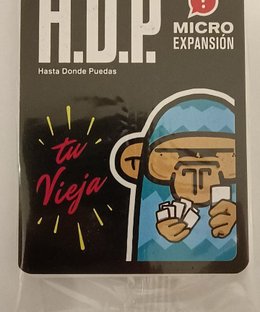 H.D.P.
Hasta Donde Puedas
!
MICRO
EXPANSIÓN
tu
Vieja